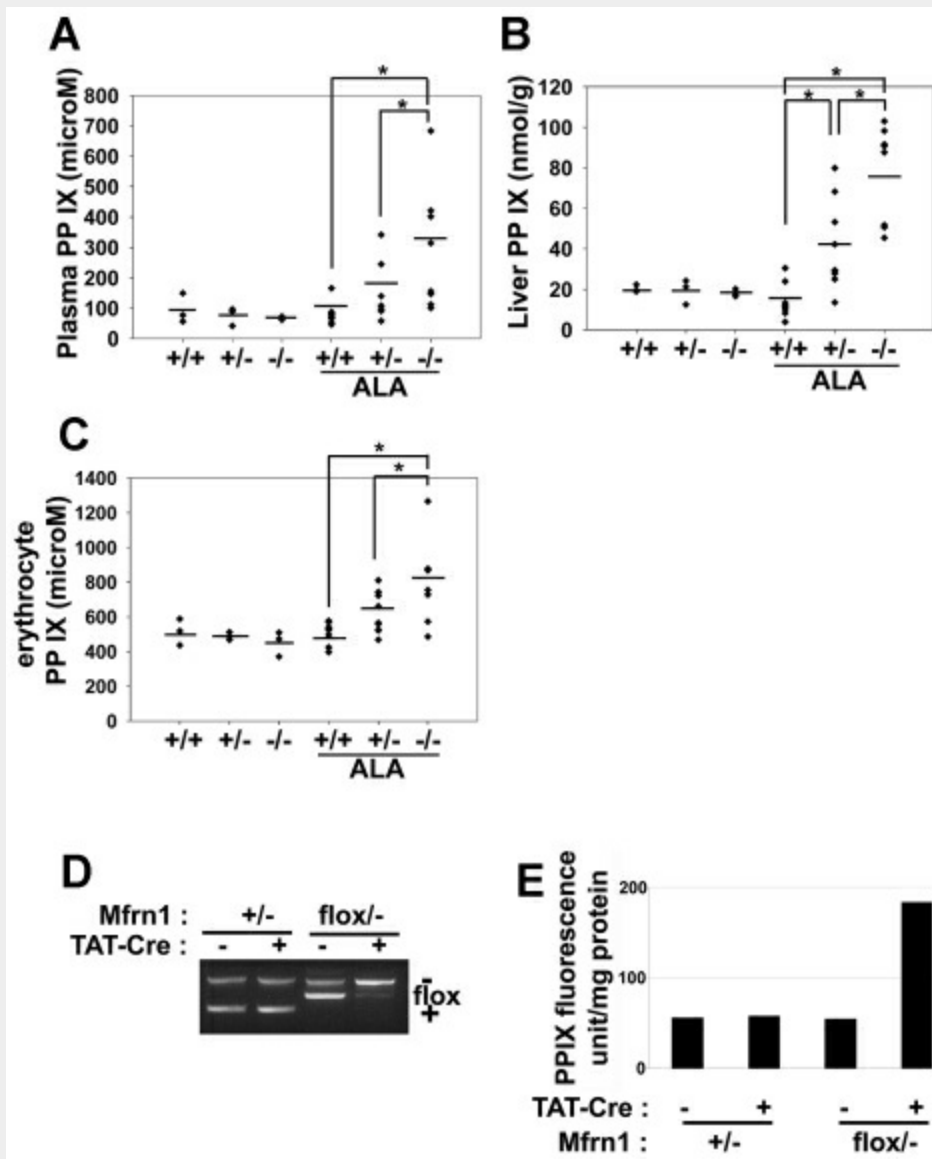 A
Plasma PP IX (microM)
800
700
600
500
400
300
200
100
0
+/+ +/- -/- +/+ +/- -/-
ALA
* *
B
Liver PP IX (nmol/g)
120
100
80
60
40
20
0
+/+ +/- -/- +/+ +/- -/-
ALA
* * *
C
erythrocyte
PP IX (microM)
1400
1200
1000
800
600
400
200
0
+/+ +/- -/- +/+ +/- -/-
ALA
* *
D
Mfrn1 : +/- flox/-
TAT-Cre : - + - +
-
flox
+
E
PPIX fluorescence
unit/mg protein
200
100
0
TAT-Cre : - + - +
Mfrn1 : +/- flox/-